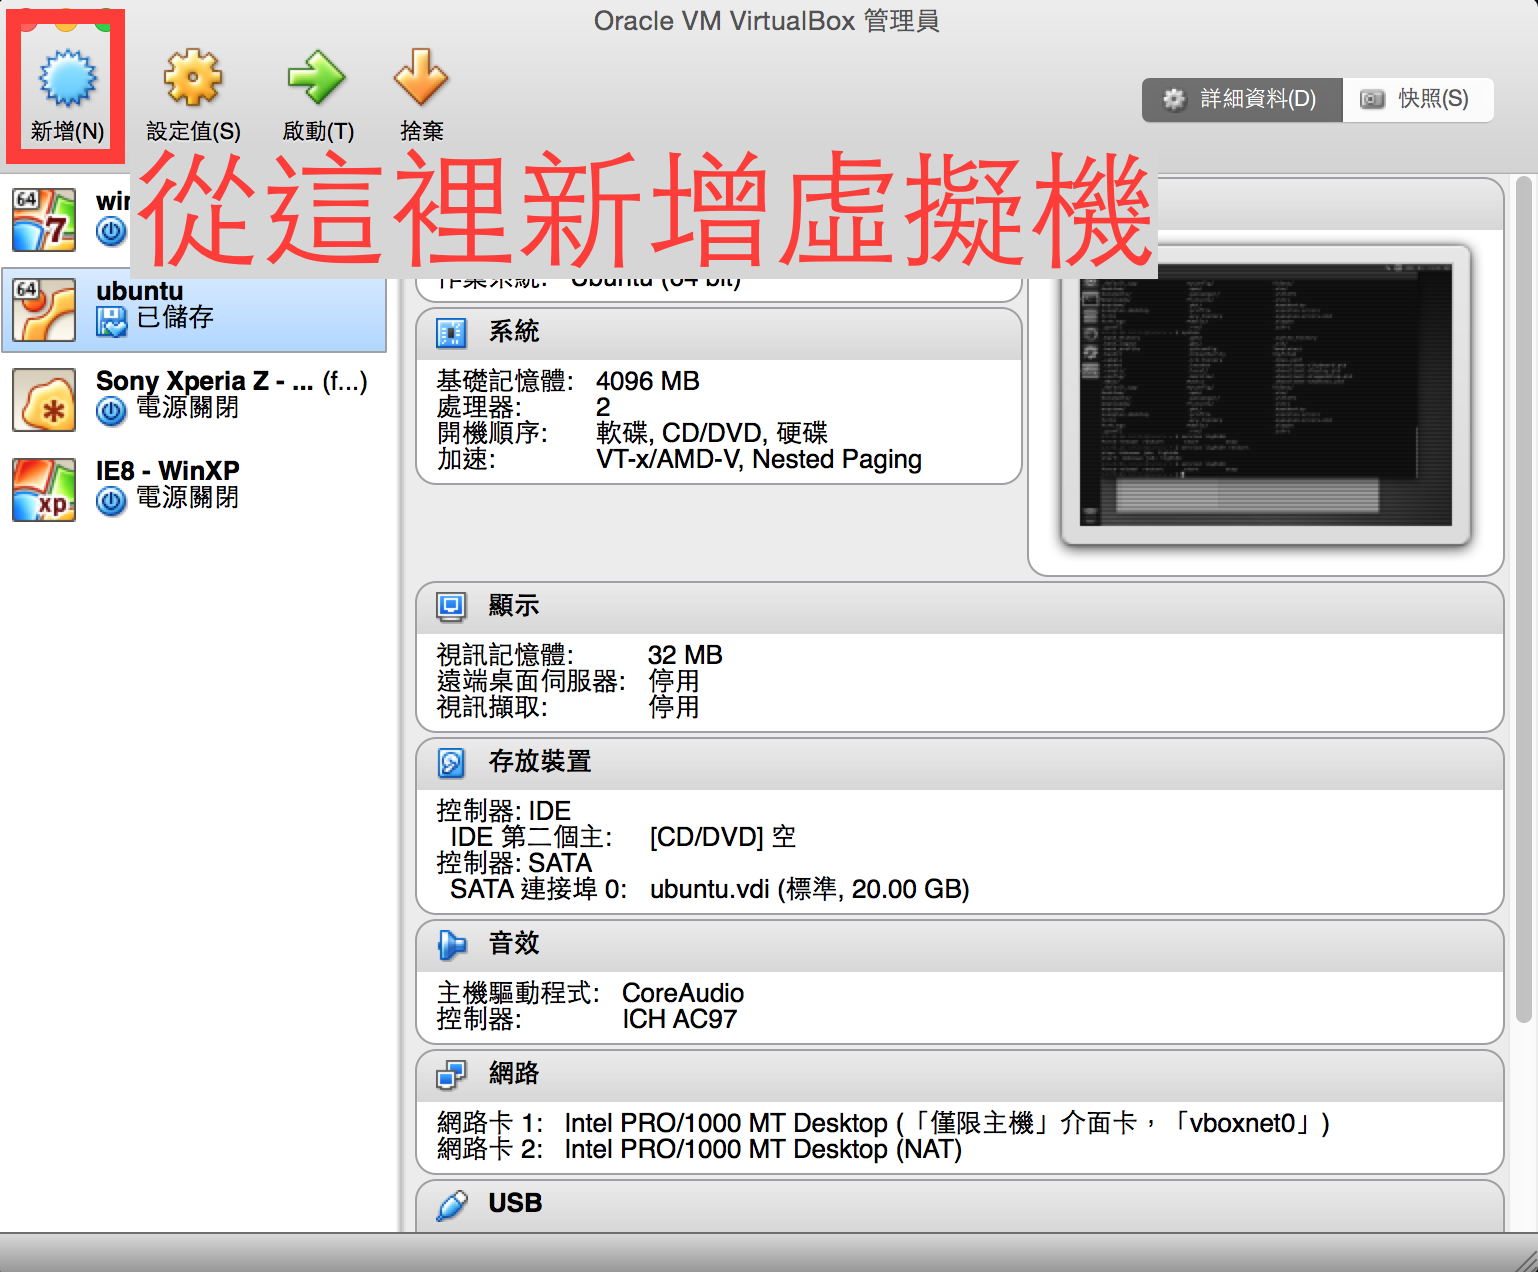 Oracle VM VirtualBox 管理員
新增(N)
設定值(S)
啟動(T)
捨棄
詳細資料(D)
快照(S)
從這裡新增虛擬機
64
7
win
64
ubuntu
已儲存
Sony Xperia Z - ... (f...)
電源關閉
xp
IE8 - WinXP
電源關閉
作業系統: Ubuntu (64 bit)
系統
基礎記憶體: 4096 MB
處理器: 2
開機順序: 軟碟, CD/DVD, 硬碟
加速: VT-x/AMD-V, Nested Paging
顯示
視訊記憶體: 32 MB
遠端桌面伺服器: 停用
視訊擷取: 停用
存放裝置
控制器: IDE
IDE 第二個主: [CD/DVD] 空
控制器: SATA
SATA 連接埠 0: ubuntu.vdi (標準, 20.00 GB)
音效
主機驅動程式: CoreAudio
控制器: ICH AC97
網路
網路卡 1: Intel PRO/1000 MT Desktop (「僅限主機」介面卡，「vboxnet0」)
網路卡 2: Intel PRO/1000 MT Desktop (NAT)
USB